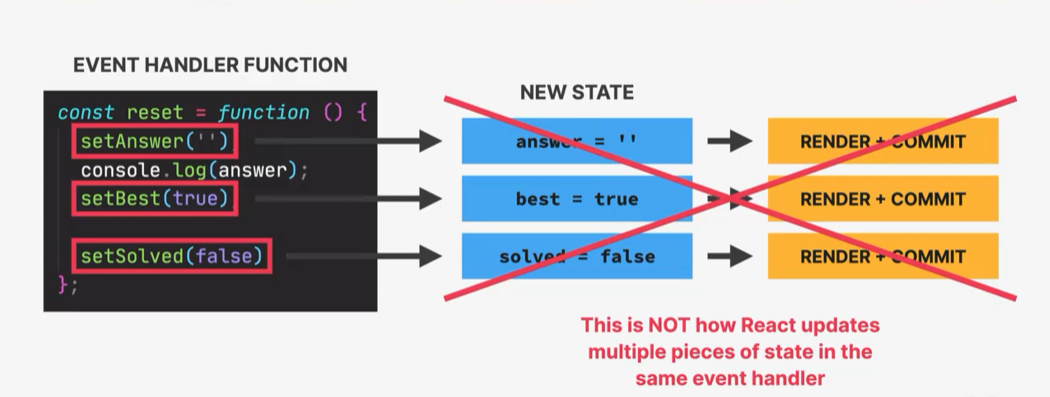 EVENT HANDLER FUNCTION
const reset = function () {
setAnswer('')
console.log(answer);
setBest(true)
setSolved(false)
};
NEW STATE
answer = ''
best = true
solved = false
RENDER + COMMIT
RENDER + COMMIT
RENDER + COMMIT
This is NOT how React updates
multiple pieces of state in the
same event handler